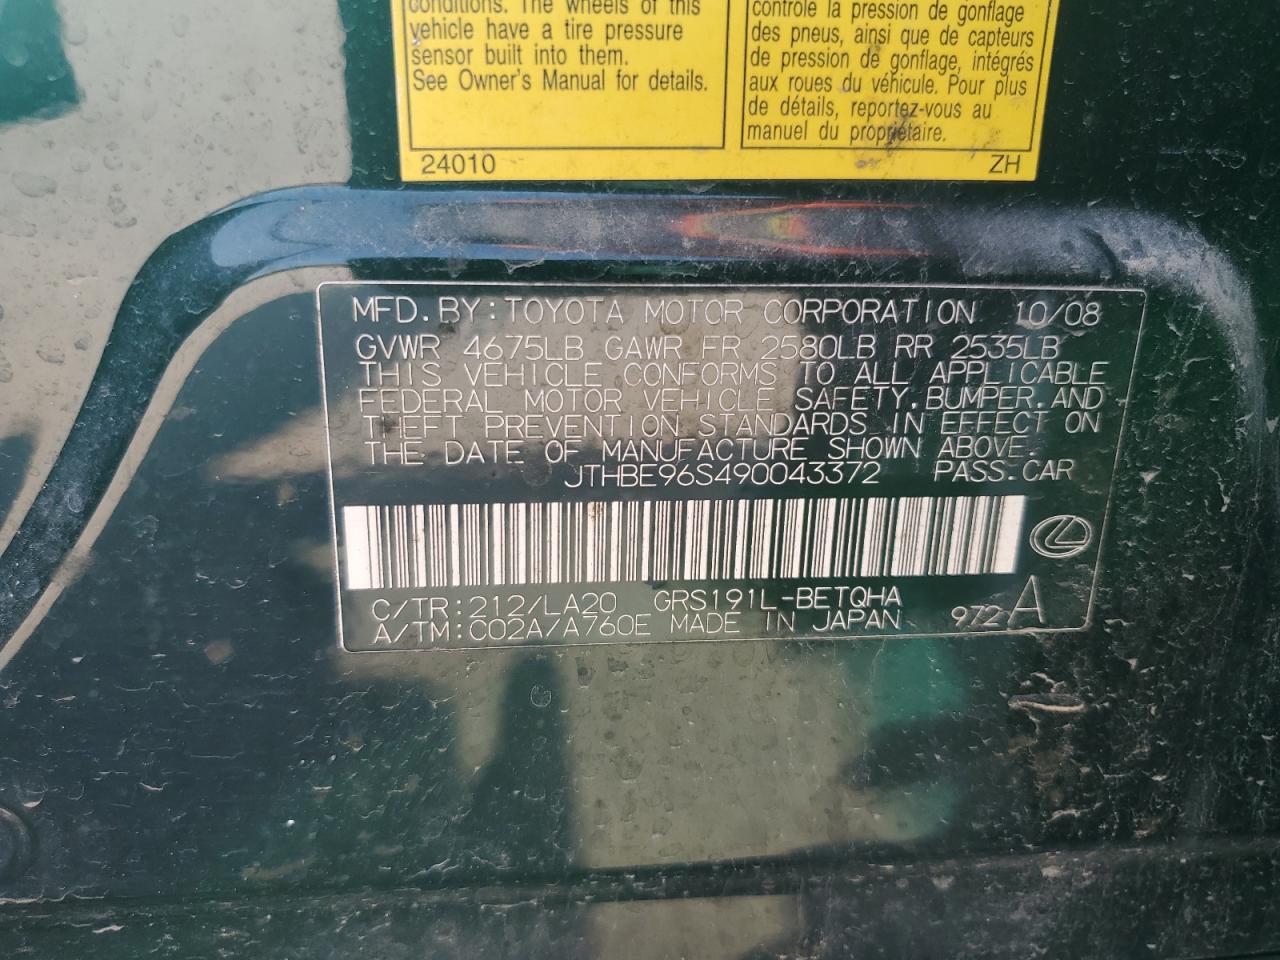 conditions. The wheels of this
vehicle have a tire pressure
sensor built into them.
See Owner's Manual for details.
24010
contrôle la pression de gonflage
des pneus, ainsi que de capteurs
de pression de gonflage, intégrés
aux roues du véhicule. Pour plus
de détails, reportez-vous au
manuel du propriétaire.
ZH
MFD. BY: TOYOTA MOTOR CORPORATION 10/08
GVWR 4675LB GAWR FR 2580LB RR 2535LB
THIS VEHICLE CONFORMS TO ALL APPLICABLE
FEDERAL MOTOR VEHICLE SAFETY, BUMPER, AND
THEFT PREVENTION STANDARDS IN EFFECT ON
THE DATE OF MANUFACTURE SHOWN ABOVE.
JTHBE96S490043372 PASS. CAR
C/TR: 212/LA20 GRS191L-BETQHA
A/TM: C02A/A760E MADE IN JAPAN 972 A